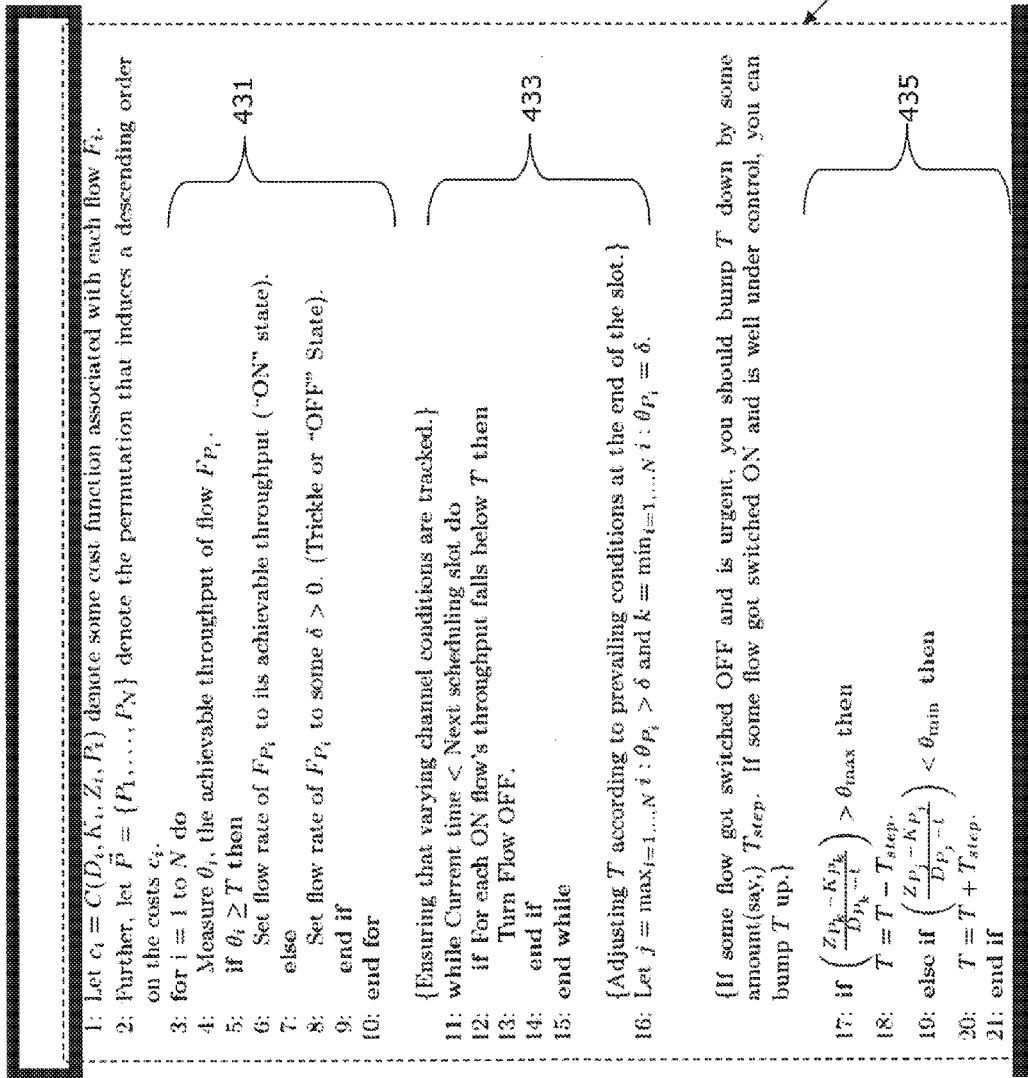 1: Let c_i = C(D_i, K_i, Z_i, P_i) denote some cost function associated with each flow F_i.
2: Further, let P⃗ = {P_1, . . . , P_N} denote the permutation that induces a descending order
on the costs c_i.
3: for i = 1 to N do
4: Measure θ_i, the achievable throughput of flow F_{P_i}.
5: if θ_i ≥ T then
6: Set flow rate of F_{P_i} to its achievable throughput ("ON" state).
7: else
8: Set flow rate of F_{P_i} to some δ > 0. (Trickle or "OFF" State).
9: end if
10: end for
431
{Ensuring that varying channel conditions are tracked.}
11: while Current time < Next scheduling slot do
12: if For each ON flow's throughput falls below T then
13: Turn Flow OFF.
14: end if
15: end while
433
{Adjusting T according to prevailing conditions at the end of the slot.}
16: Let j = max_{i=1,...N} i : θ_{P_i} > δ and k = min_{i=1,...N} i : θ_{P_i} = δ.
{If some flow got switched OFF and is urgent, you should bump T down by some
amount(say,) T_{step}. If some flow got switched ON and is well under control, you can
bump T up.}
17: if ((Z_{P_k} − K_{P_k}) / (D_{P_k} − t)) > θ_max then
18: T = T − T_{step}.
19: else if ((Z_{P_j} − K_{P_j}) / (D_{P_j} − t)) < θ_min then
20: T = T + T_{step}.
21: end if
435